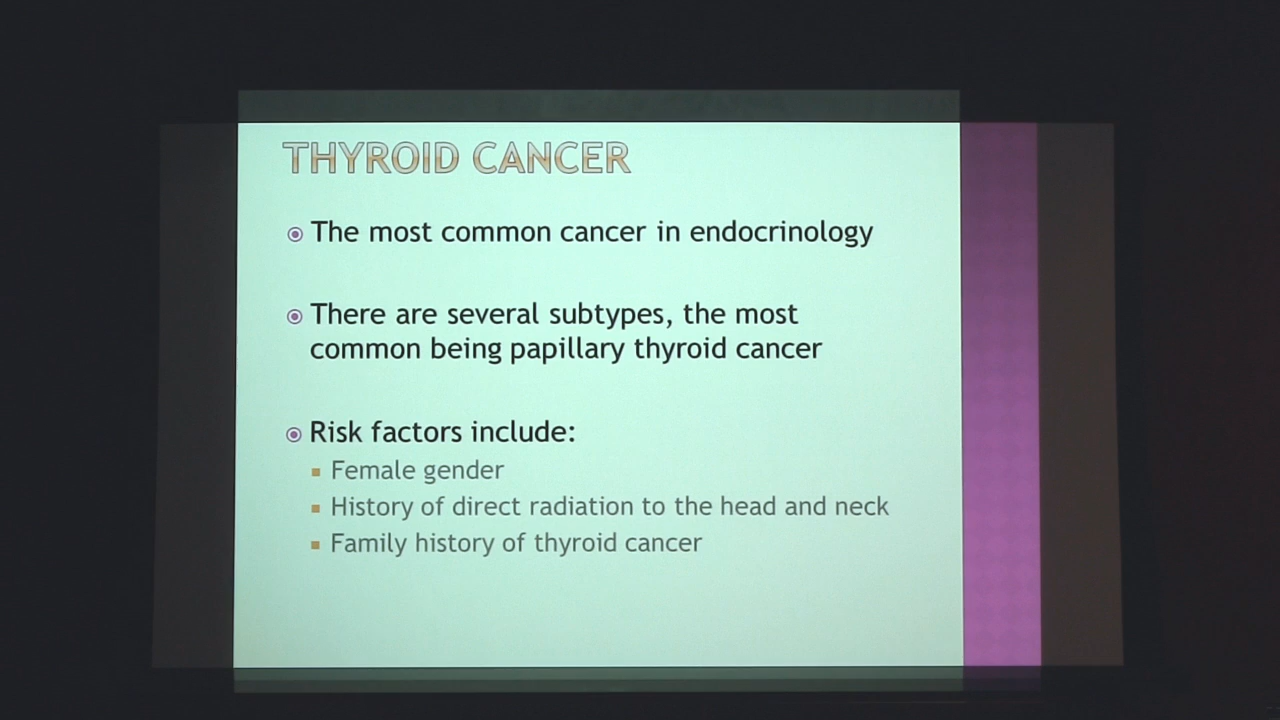 THYROID CANCER
The most common cancer in endocrinology
There are several subtypes, the most
common being papillary thyroid cancer
Risk factors include:
Female gender
History of direct radiation to the head and neck
Family history of thyroid cancer